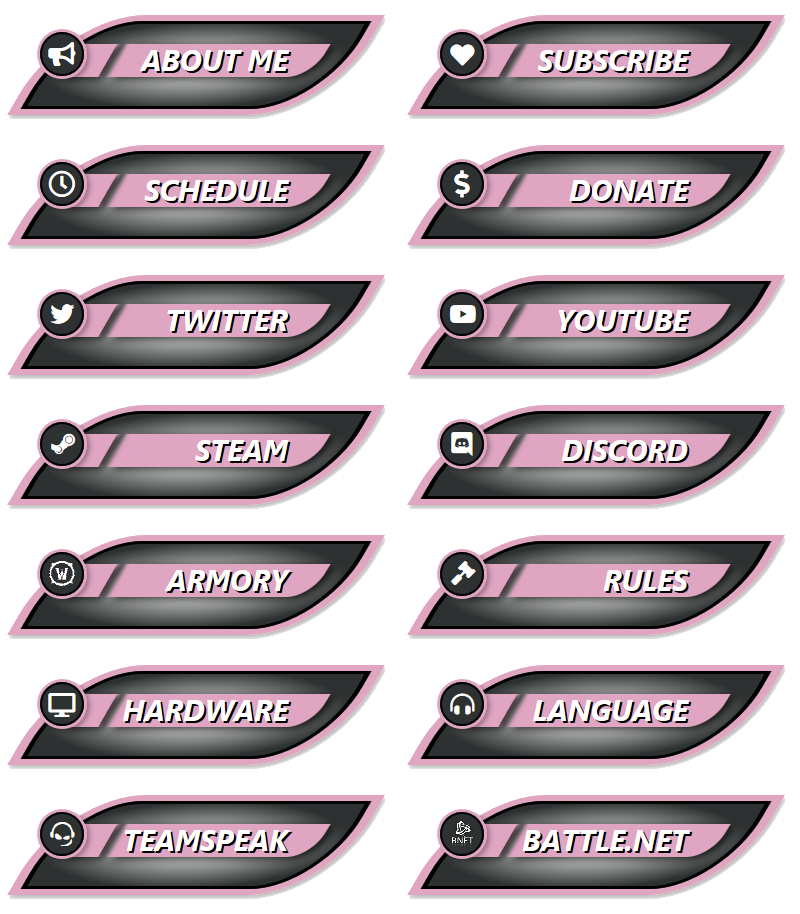 ABOUT ME
SUBSCRIBE
SCHEDULE
DONATE
TWITTER
YOUTUBE
STEAM
DISCORD
W
ARMORY
RULES
HARDWARE
LANGUAGE
TEAMSPEAK
BNET
BATTLE.NET